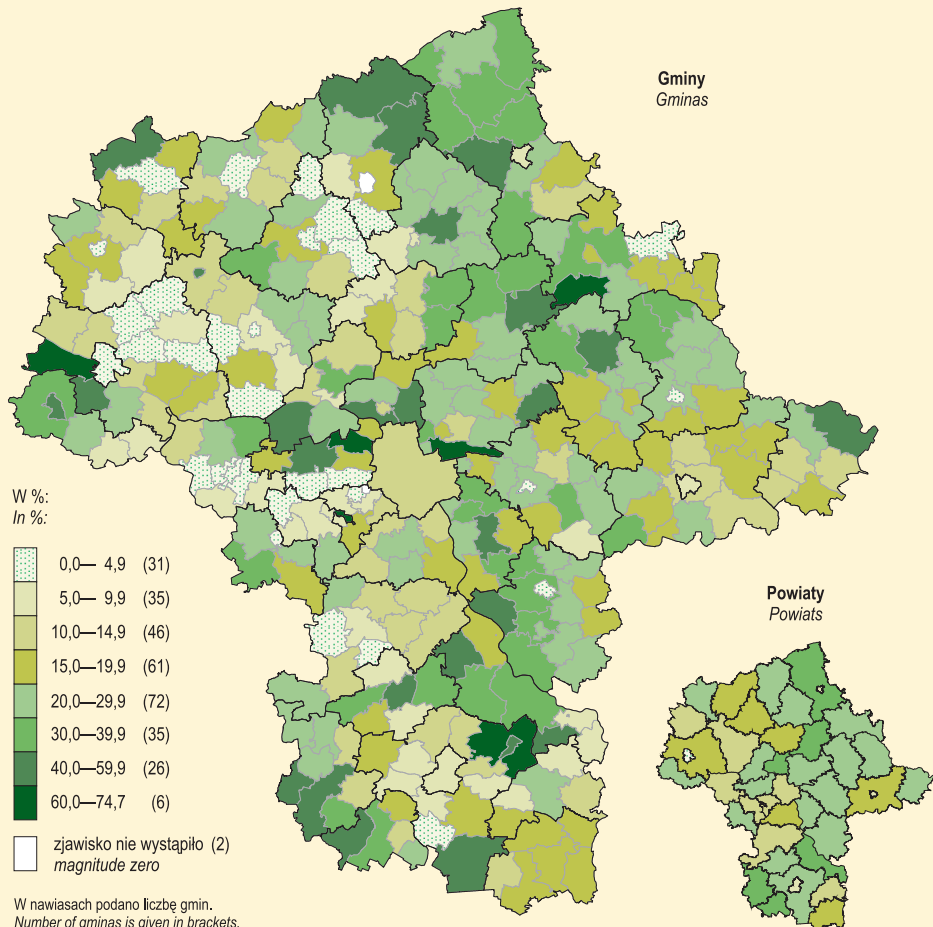 Gminy
Gminas
W %:
In %:
0,0— 4,9 (31)
5,0— 9,9 (35)
10,0—14,9 (46)
15,0—19,9 (61)
20,0—29,9 (72)
30,0—39,9 (35)
40,0—59,9 (26)
60,0—74,7 (6)
zjawisko nie wystąpiło (2)
magnitude zero
W nawiasach podano liczbę gmin.
Number of gminas is given in brackets.
Powiaty
Powiats